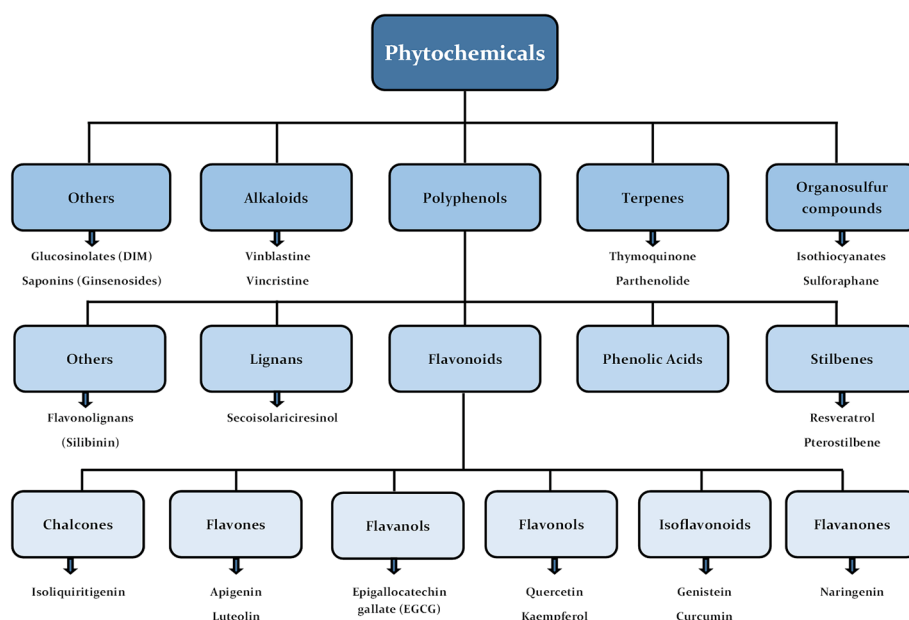 Phytochemicals
Others
Alkaloids
Polyphenols
Terpenes
Organosulfur
compounds
Glucosinolates (DIM)
Saponins (Ginsenosides)
Vinblastine
Vincristine
Thymoquinone
Parthenolide
Isothiocyanates
Sulforaphane
Others
Lignans
Flavonoids
Phenolic Acids
Stilbenes
Flavonolignans
(Silibinin)
Secoisolariciresinol
Resveratrol
Pterostilbene
Chalcones
Flavones
Flavanols
Flavonols
Isoflavonoids
Flavanones
Isoliquiritigenin
Apigenin
Luteolin
Epigallocatechin
gallate (EGCG)
Quercetin
Kaempferol
Genistein
Curcumin
Naringenin